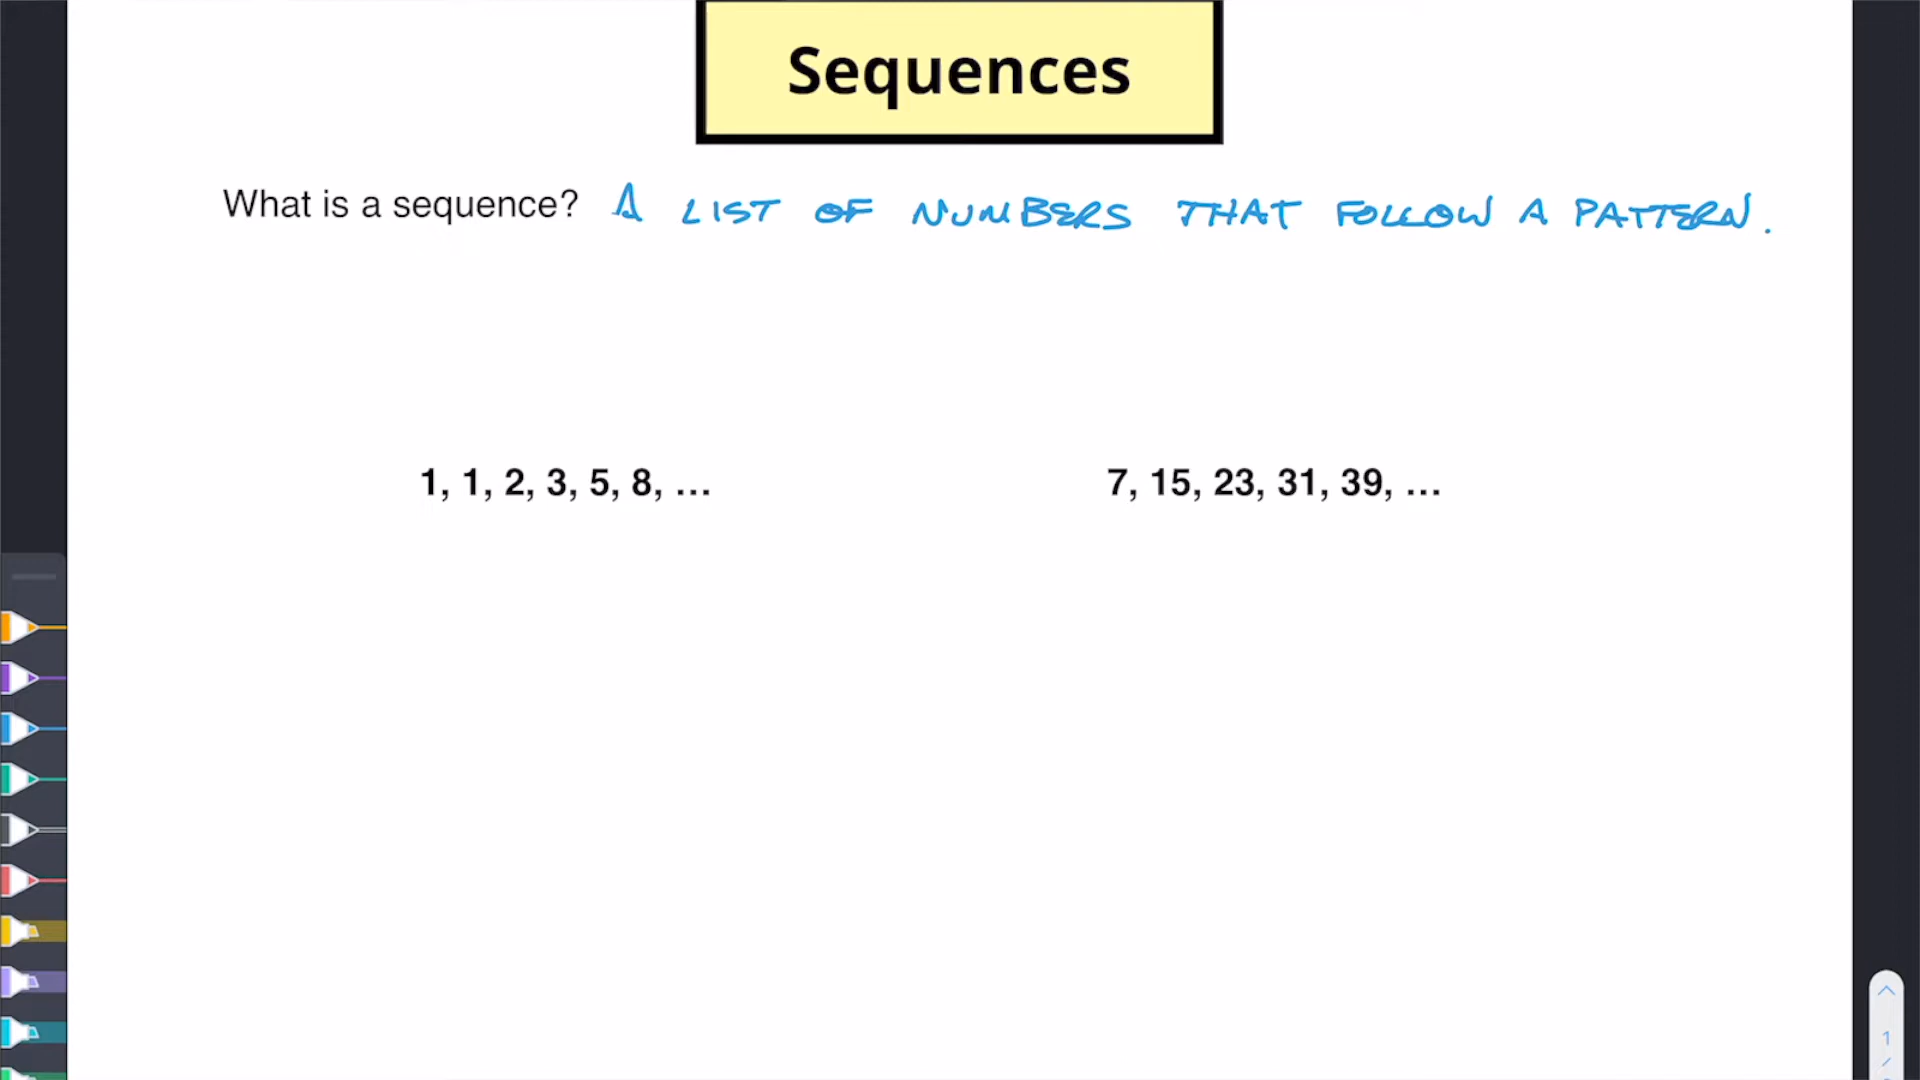 Sequences
What is a sequence? A LIST OF NUMBERS THAT FOLLOW A PATTERN.
1, 1, 2, 3, 5, 8, … 7, 15, 23, 31, 39, …
1